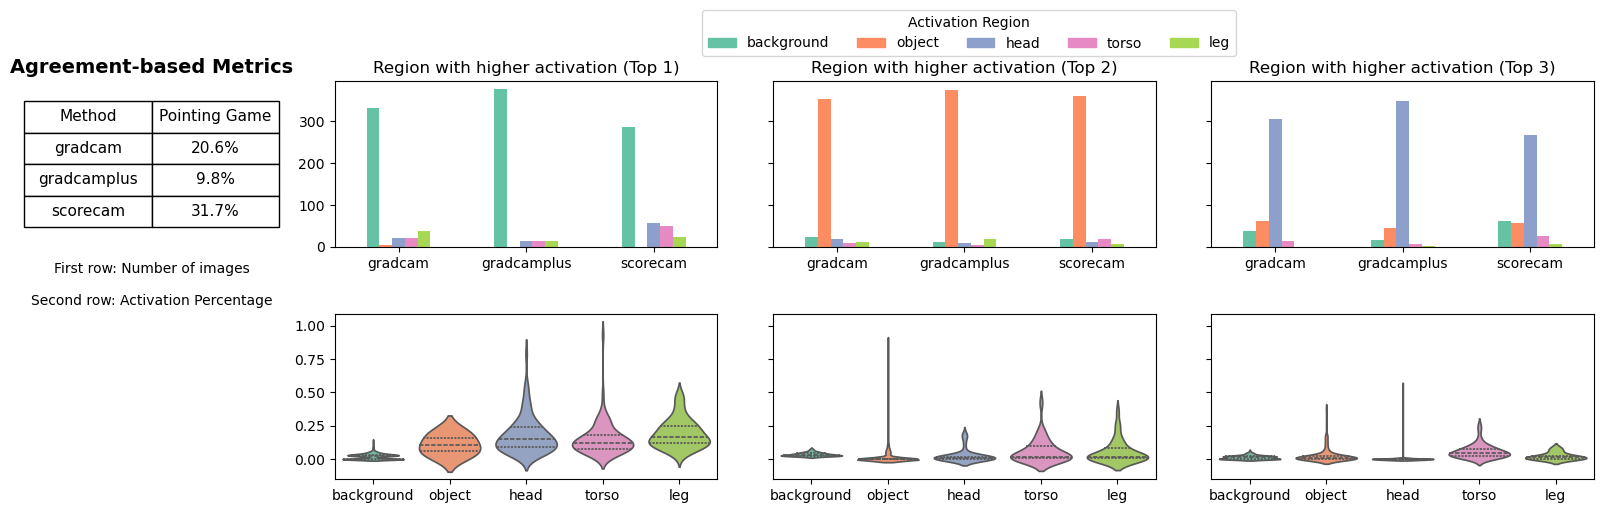 Activation Region
background object head torso leg
Agreement-based Metrics
Method Pointing Game
gradcam 20.6%
gradcamplus 9.8%
scorecam 31.7%
First row: Number of images
Second row: Activation Percentage
Region with higher activation (Top 1)
300
200
100
0
gradcam gradcamplus scorecam
Region with higher activation (Top 2)
gradcam gradcamplus scorecam
Region with higher activation (Top 3)
gradcam gradcamplus scorecam
1.00
0.75
0.50
0.25
0.00
background object head torso leg
background object head torso leg
background object head torso leg